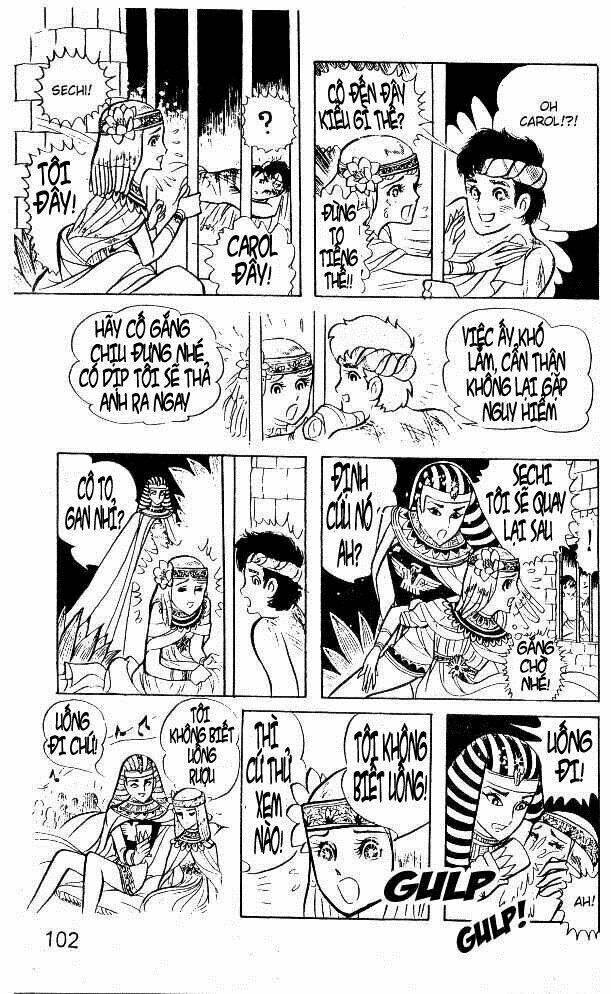 SECHI!
TÔI
ĐÂY!
?
CAROL
ĐÂY!
CÔ ĐẾN ĐÂY
KIỂU GÌ THẾ?
OH
CAROL!?!
ĐỪNG
TO
TIẾNG
THẾ!!
HÃY CỐ GẮNG
CHỊU ĐỰNG NHÉ,
CÓ DỊP TÔI SẼ THẢ
ANH RA NGAY
VIỆC ẤY KHÓ
LẮM, CẨN THẬN
KHÔNG LẠI GẶP
NGUY HIỂM
CÔ TO
GAN NHỈ?
ĐỊNH
CỨU NÓ
AH?
SECHI
TÔI SẼ QUAY
LẠI SAU
!
GẮNG
CHỜ
NHÉ!
UỐNG
ĐI CHỨ!
TÔI
KHÔNG BIẾT
UỐNG
RƯỢU
THÌ
CỨ THỬ
XEM
NÀO!
TÔI KHÔNG
BIẾT UỐNG!
UỐNG
ĐI!
AH!
GULP
GULP!
102